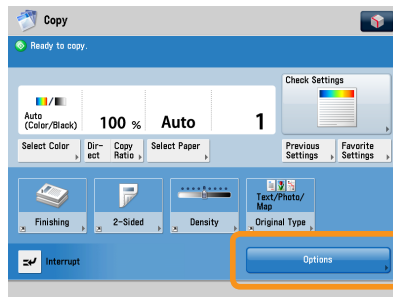 Copy
Ready to copy.
Check Settings
Auto
(Color/Black)
100 %
Auto
1
Select Color
Dir-
ect
Copy
Ratio
Select Paper
Previous
Settings
Favorite
Settings
Finishing
2-Sided
Density
Text/Photo/
Map
Original Type
Interrupt
Options